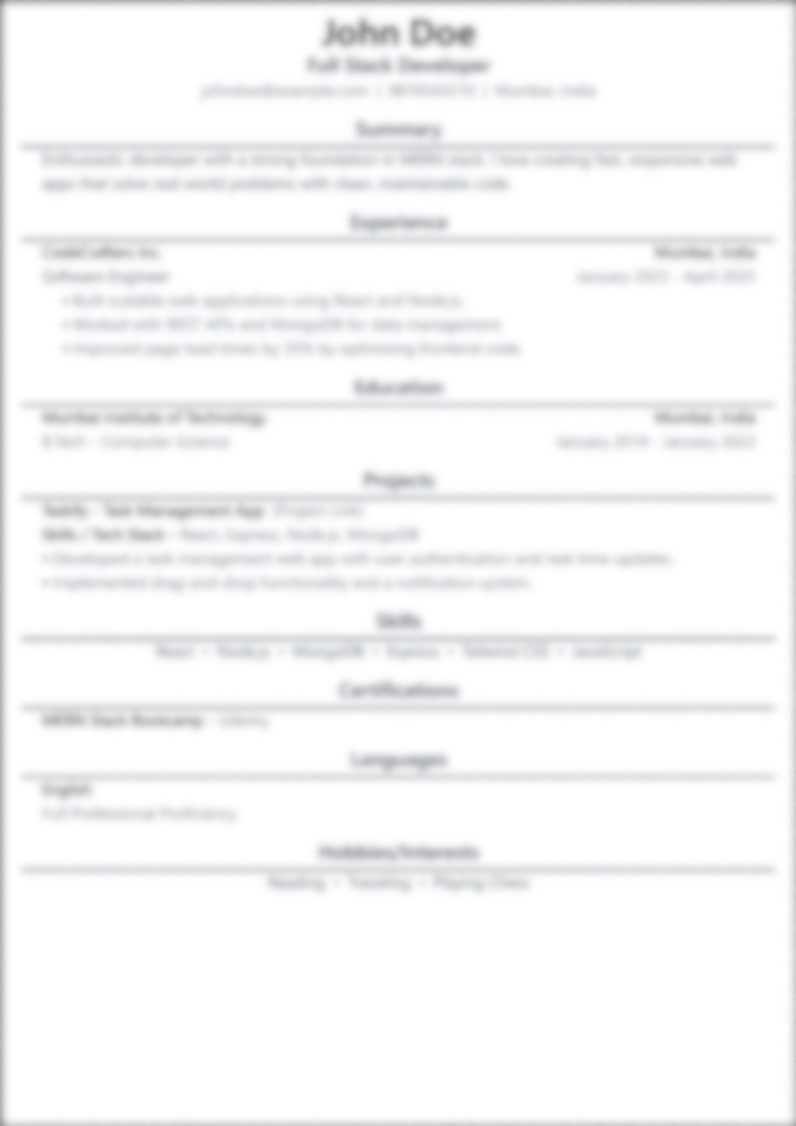 John Doe
Full Stack Developer
johndoe@example.com | | Mumbai, India
Summary
Enthusiastic developer with a strong foundation in MERN stack. I love creating fast, responsive web
apps that solve real-world problems with clean, maintainable code.
Experience
CodeCrafters Inc. Mumbai, India
Software Engineer January 2023 - April 2025
• Built scalable web applications using React and Node.js.
• Worked with REST APIs and MongoDB for data management.
• Improved page load times by by optimizing frontend code.
Education
Mumbai Institute of Technology Mumbai, India
B.Tech - Computer Science January 2019 - January 2023
Projects
Taskify - Task Management App (Project Link)
Skills / Tech Stack - React, Express, Node.js, MongoDB
• Developed a task management web app with user authentication and real-time updates.
• Implemented drag-and-drop functionality and a notification system.
Skills
React • Node.js • MongoDB • Express • Tailwind CSS • JavaScript
Certifications
MERN Stack Bootcamp - Udemy
Languages
English
Full Professional Proficiency
Hobbies/Interests
Reading • Traveling • Playing Chess